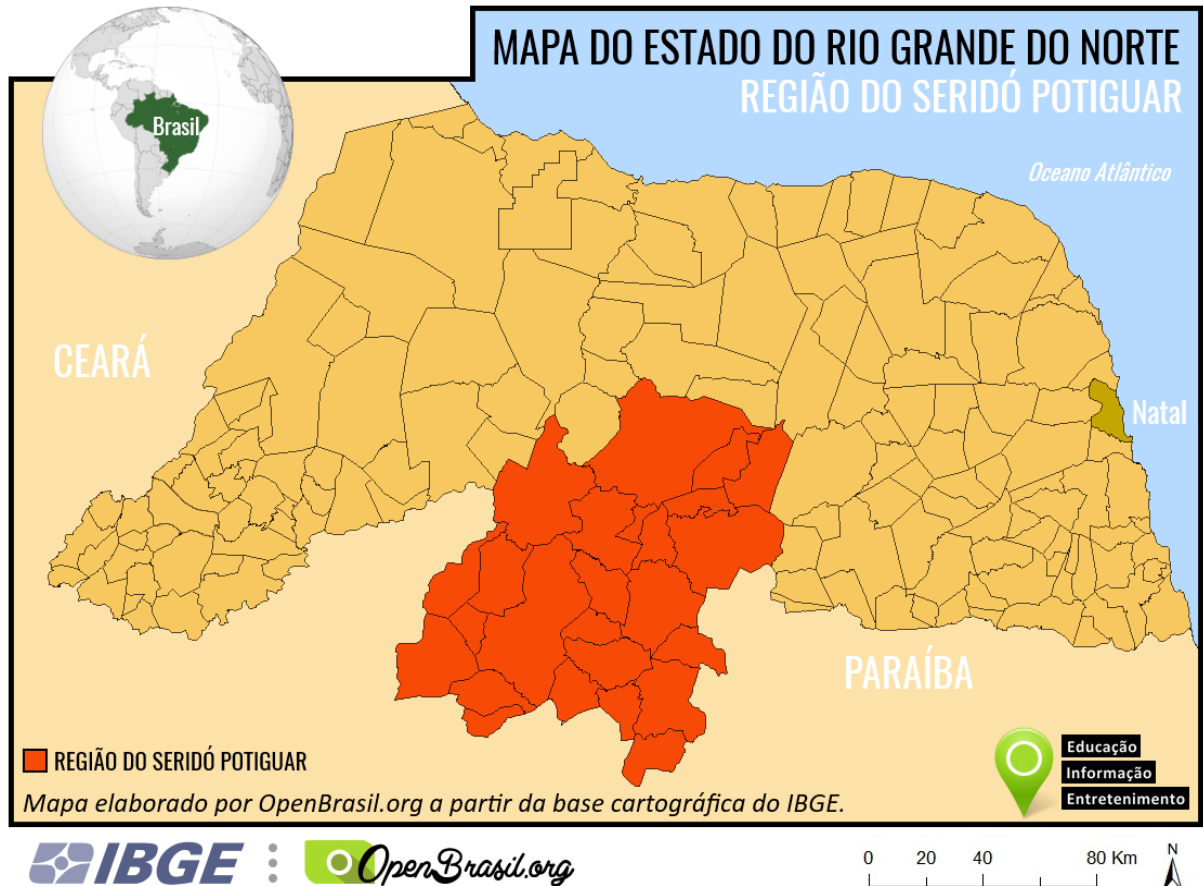 MAPA DO ESTADO DO RIO GRANDE DO NORTE
REGIÃO DO SERIDÓ POTIGUAR
Brasil
Oceano Atlântico
CEARÁ
Natal
PARAÍBA
REGIÃO DO SERIDÓ POTIGUAR
Mapa elaborado por OpenBrasil.org a partir da base cartográfica do IBGE.
Educação
Informação
Entretenimento
IBGE
OpenBrasil.org
0 20 40 80 Km
N